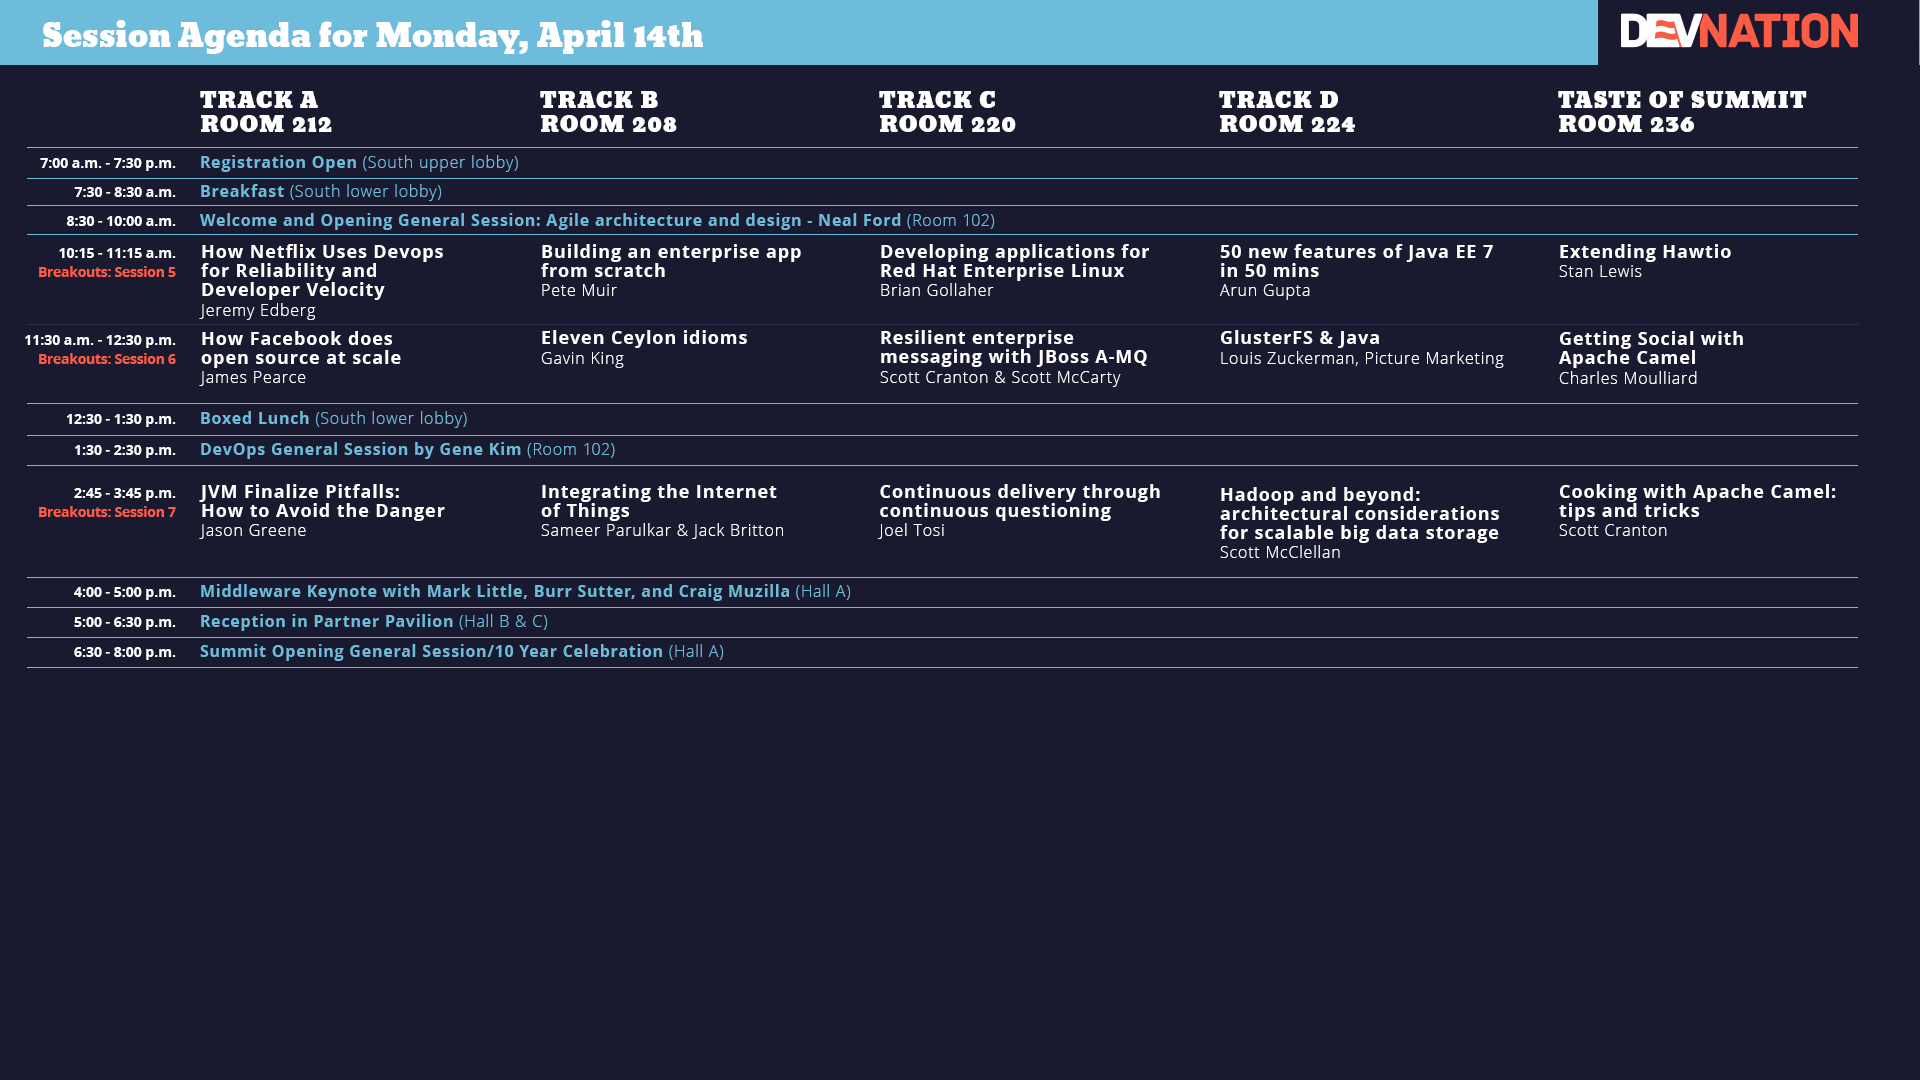 Session Agenda for Monday, April 14th
DEVNATION
TRACK A
ROOM 212
TRACK B
ROOM 208
TRACK C
ROOM 220
TRACK D
ROOM 224
TASTE OF SUMMIT
ROOM 236
7:00 a.m. - 7:30 p.m.
Registration Open (South upper lobby)
7:30 - 8:30 a.m.
Breakfast (South lower lobby)
8:30 - 10:00 a.m.
Welcome and Opening General Session: Agile architecture and design - Neal Ford (Room 102)
10:15 - 11:15 a.m.
Breakouts: Session 5
How Netflix Uses Devops
for Reliability and
Developer Velocity
Jeremy Edberg
Building an enterprise app
from scratch
Pete Muir
Developing applications for
Red Hat Enterprise Linux
Brian Gollaher
50 new features of Java EE 7
in 50 mins
Arun Gupta
Extending Hawtio
Stan Lewis
11:30 a.m. - 12:30 p.m.
Breakouts: Session 6
How Facebook does
open source at scale
James Pearce
Eleven Ceylon idioms
Gavin King
Resilient enterprise
messaging with JBoss A-MQ
Scott Cranton & Scott McCarty
GlusterFS & Java
Louis Zuckerman, Picture Marketing
Getting Social with
Apache Camel
Charles Moulliard
12:30 - 1:30 p.m.
Boxed Lunch (South lower lobby)
1:30 - 2:30 p.m.
DevOps General Session by Gene Kim (Room 102)
2:45 - 3:45 p.m.
Breakouts: Session 7
JVM Finalize Pitfalls:
How to Avoid the Danger
Jason Greene
Integrating the Internet
of Things
Sameer Parulkar & Jack Britton
Continuous delivery through
continuous questioning
Joel Tosi
Hadoop and beyond:
architectural considerations
for scalable big data storage
Scott McClellan
Cooking with Apache Camel:
tips and tricks
Scott Cranton
4:00 - 5:00 p.m.
Middleware Keynote with Mark Little, Burr Sutter, and Craig Muzilla (Hall A)
5:00 - 6:30 p.m.
Reception in Partner Pavilion (Hall B & C)
6:30 - 8:00 p.m.
Summit Opening General Session/10 Year Celebration (Hall A)